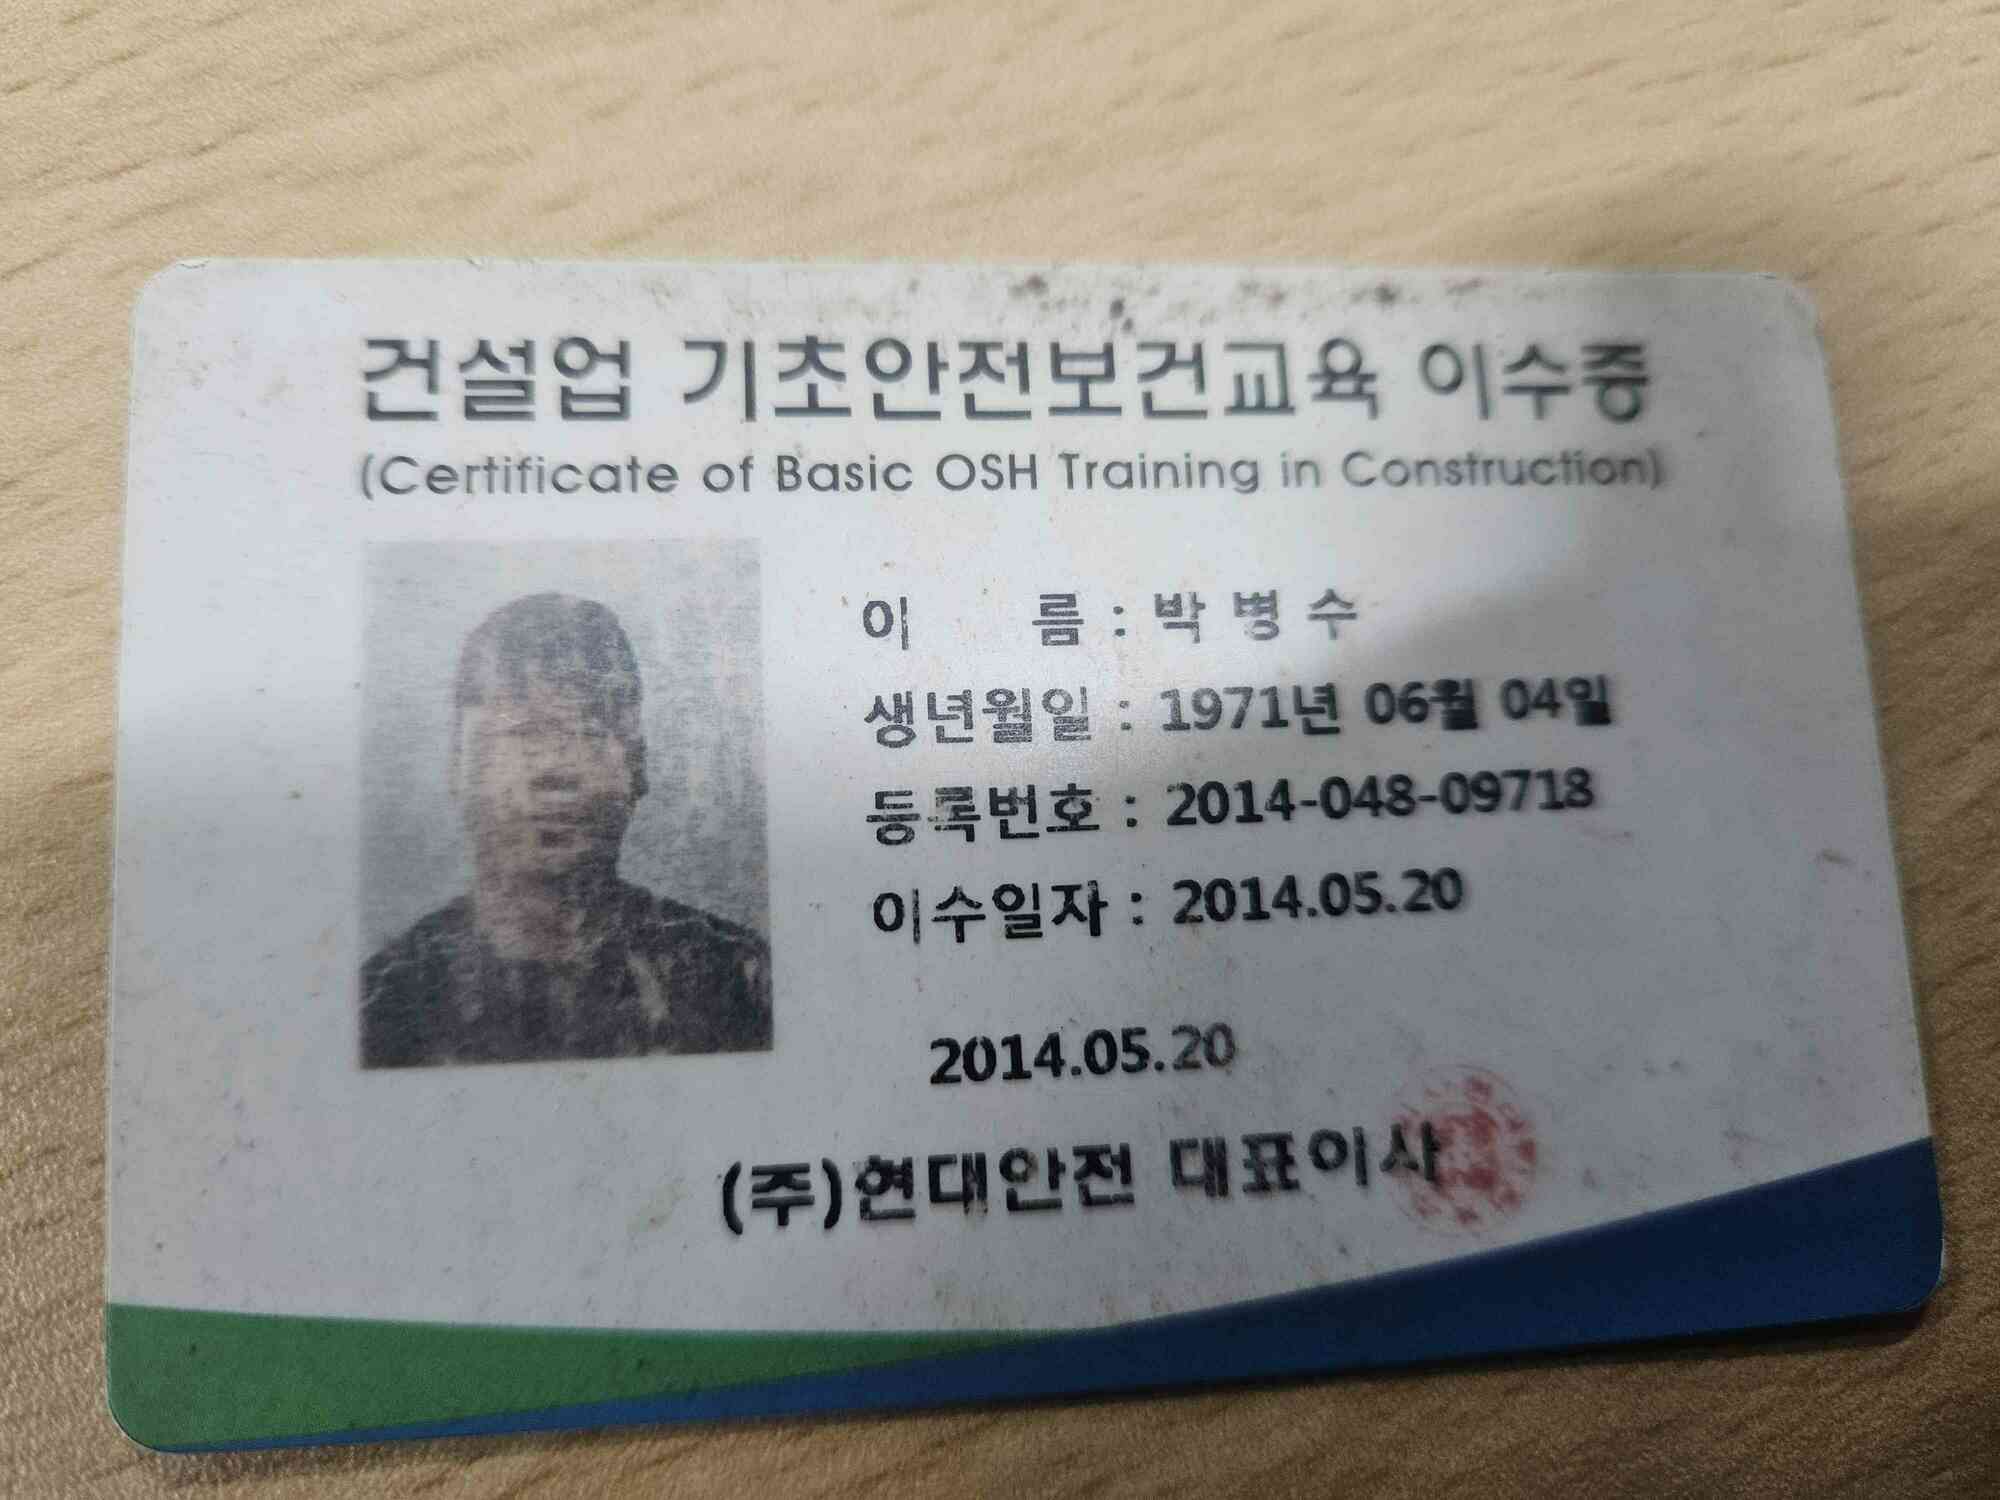 건설업 기초안전보건교육 이수증
(Certificate of Basic OSH Training in Construction)
이 름 : 박 병 수
생년월일 : 1971년 06월 04일
등록번호 : 2014-048-09718
이수일자 : 2014.05.20
2014.05.20
(주)현대안전 대표이사